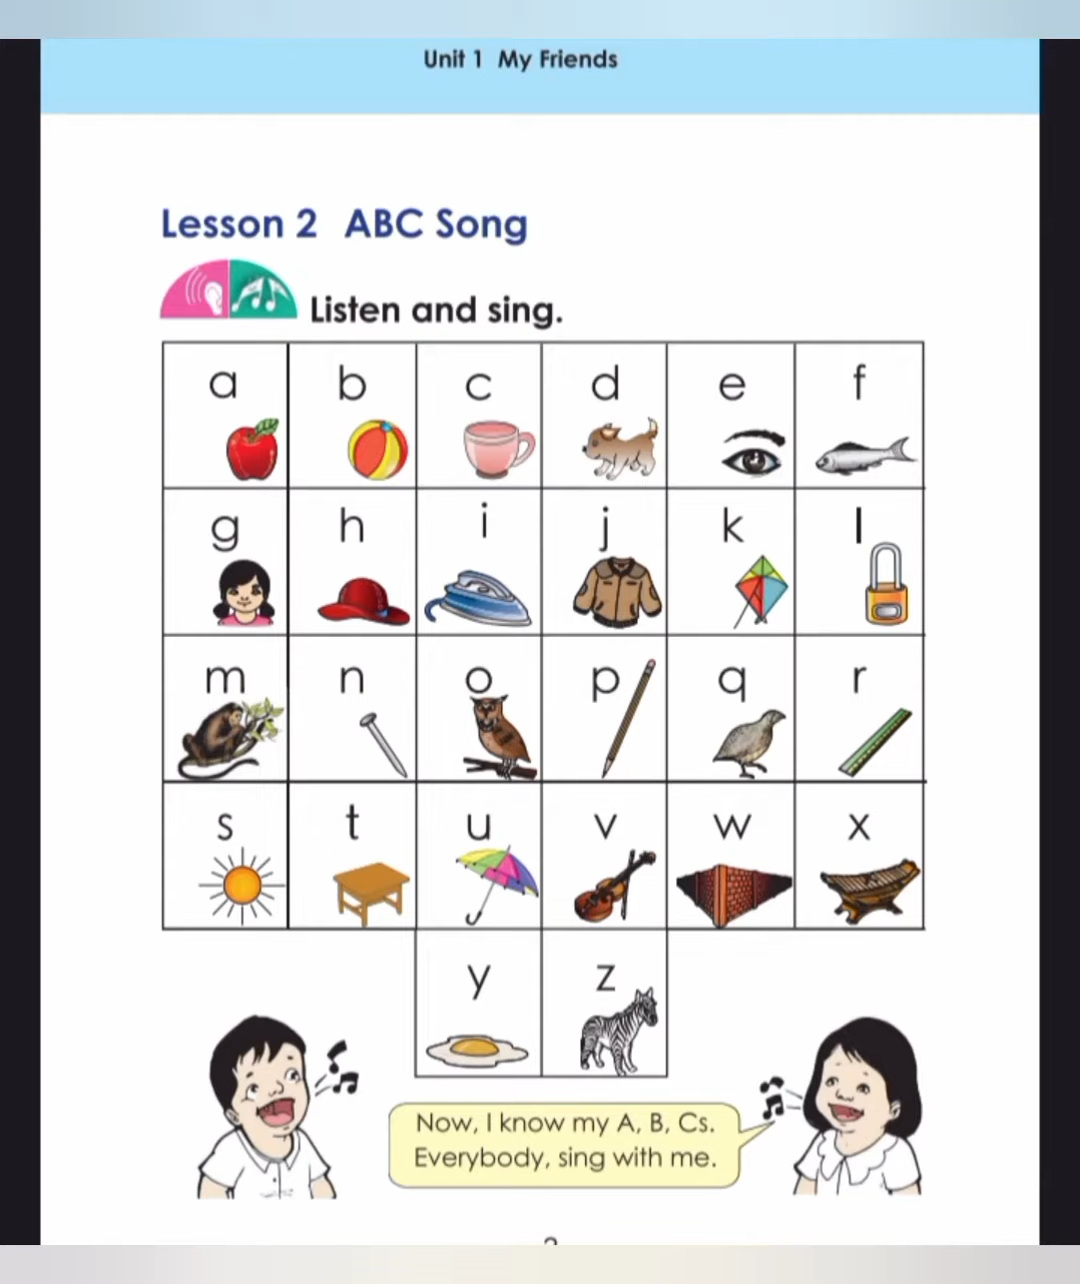 Unit 1 My Friends
Lesson 2 ABC Song
Listen and sing.
a b c d e f
g h i j k l
m n o p q r
s t u v w x
y z
Now, I know my A, B, Cs.
Everybody, sing with me.